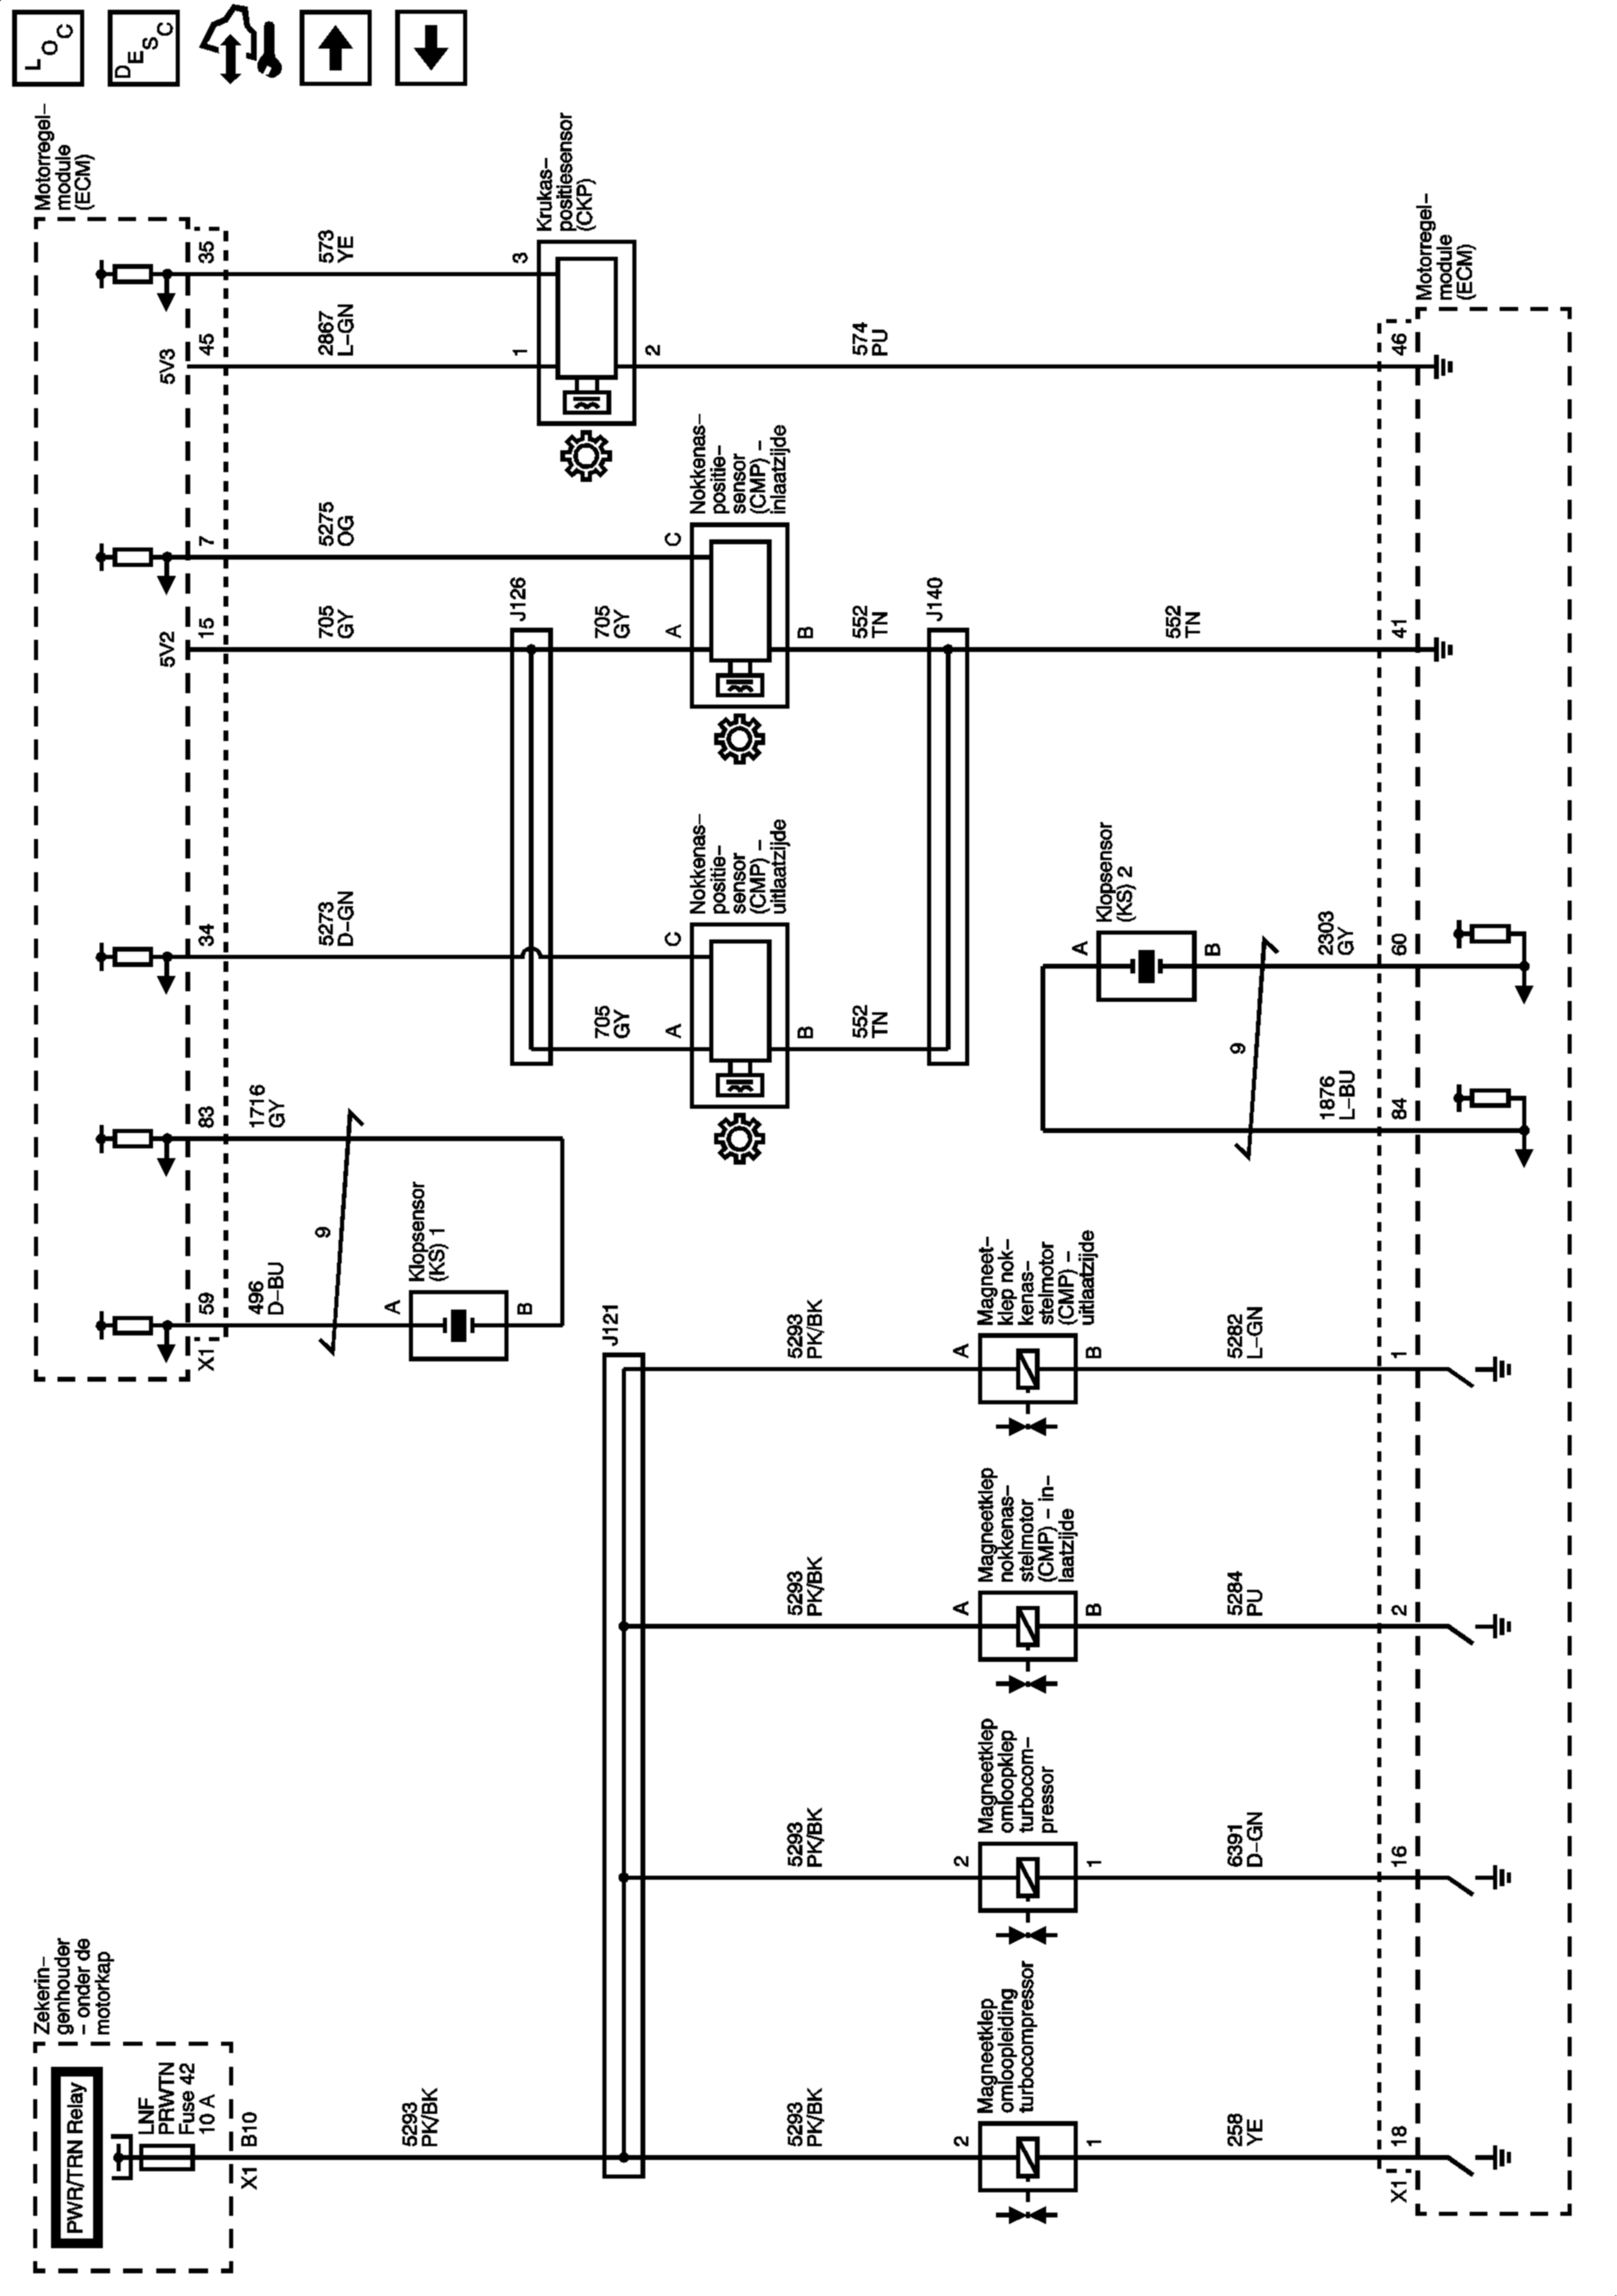 Zekerin–
genhouder
– onder de
motorkap
PWR/TRN Relay
LNF
PRWTN
Fuse 42
10 A
X1
B10
5293
PK/BK
Motorregel–
module
(ECM)
L O C
D E S C
X1
59
83
34
5V2
15
7
5V3
45
35
496
D–BU
1716
GY
5273
D–GN
705
GY
5275
OG
2867
L–GN
573
YE
9
A
Klopsensor
(KS) 1
B
J126
705
GY
705
GY
1
3
Krukas–
positiesensor
(CKP)
2
J121
A
C
Nokkenas–
positie–
sensor
(CMP) –
uitlaatzijde
B
A
C
Nokkenas–
positie–
sensor
(CMP) –
inlaatzijde
B
5293
PK/BK
5293
PK/BK
5293
PK/BK
5293
PK/BK
552
TN
552
TN
574
PU
J140
2
Magneetklep
omloopleiding
turbocompressor
1
2
Magneetklep
omloopklep
turbocom–
pressor
1
A
Magneetklep
nokkenas–
stelmotor
(CMP) – in–
laatzijde
B
A
Magneet–
klep nok–
kenas–
stelmotor
(CMP) –
uitlaatzijde
B
A
Klopsensor
(KS) 2
B
552
TN
258
YE
6391
D–GN
5284
PU
5282
L–GN
9
1876
L–BU
2303
GY
X1
18
16
2
1
84
60
41
46
Motorregel–
module
(ECM)